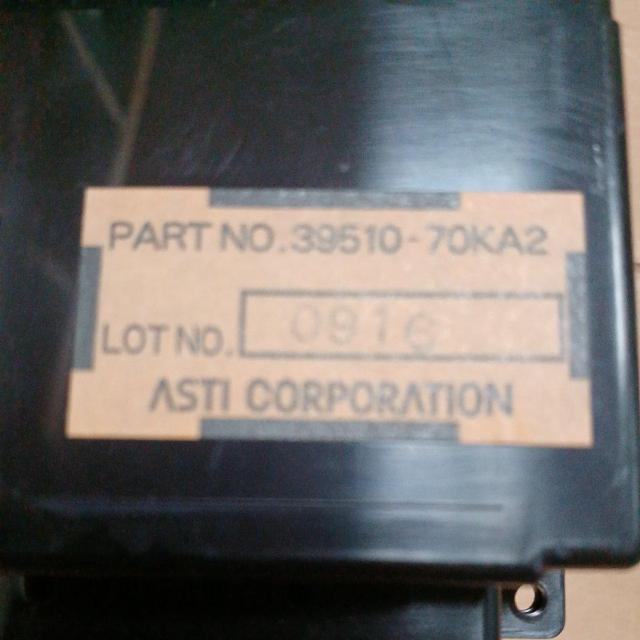 PART NO. 39510-70KA2
LOT NO. 0916
ASTI CORPORATION